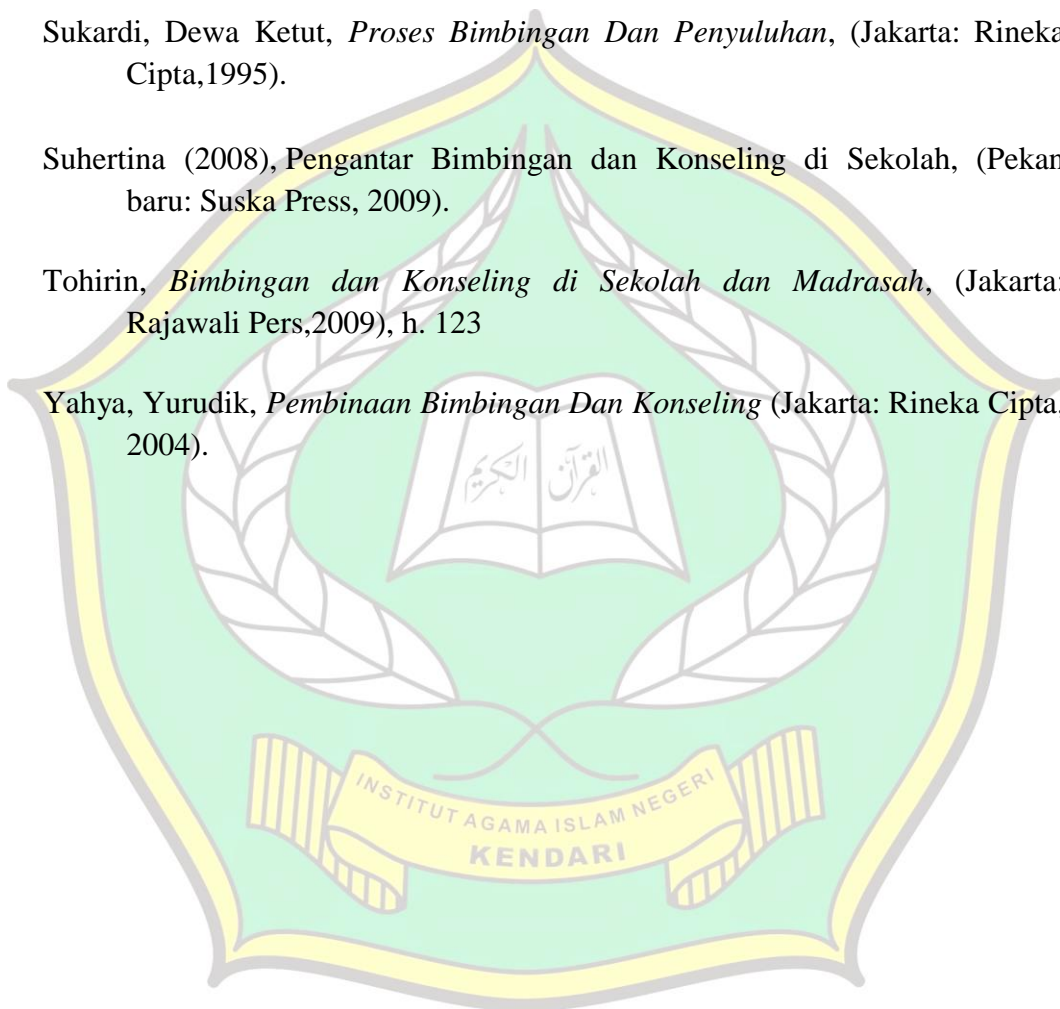 Sukardi, Dewa Ketut, Proses Bimbingan Dan Penyuluhan, (Jakarta: Rineka
Cipta,1995).
Suhertina (2008), Pengantar Bimbingan dan Konseling di Sekolah, (Pekan
baru: Suska Press, 2009).
Tohirin, Bimbingan dan Konseling di Sekolah dan Madrasah, (Jakarta:
Rajawali Pers,2009), h. 123
Yahya, Yurudik, Pembinaan Bimbingan Dan Konseling (Jakarta: Rineka Cipta,
2004).
القرآن الكريم
INSTITUT AGAMA ISLAM NEGERI
KENDARI